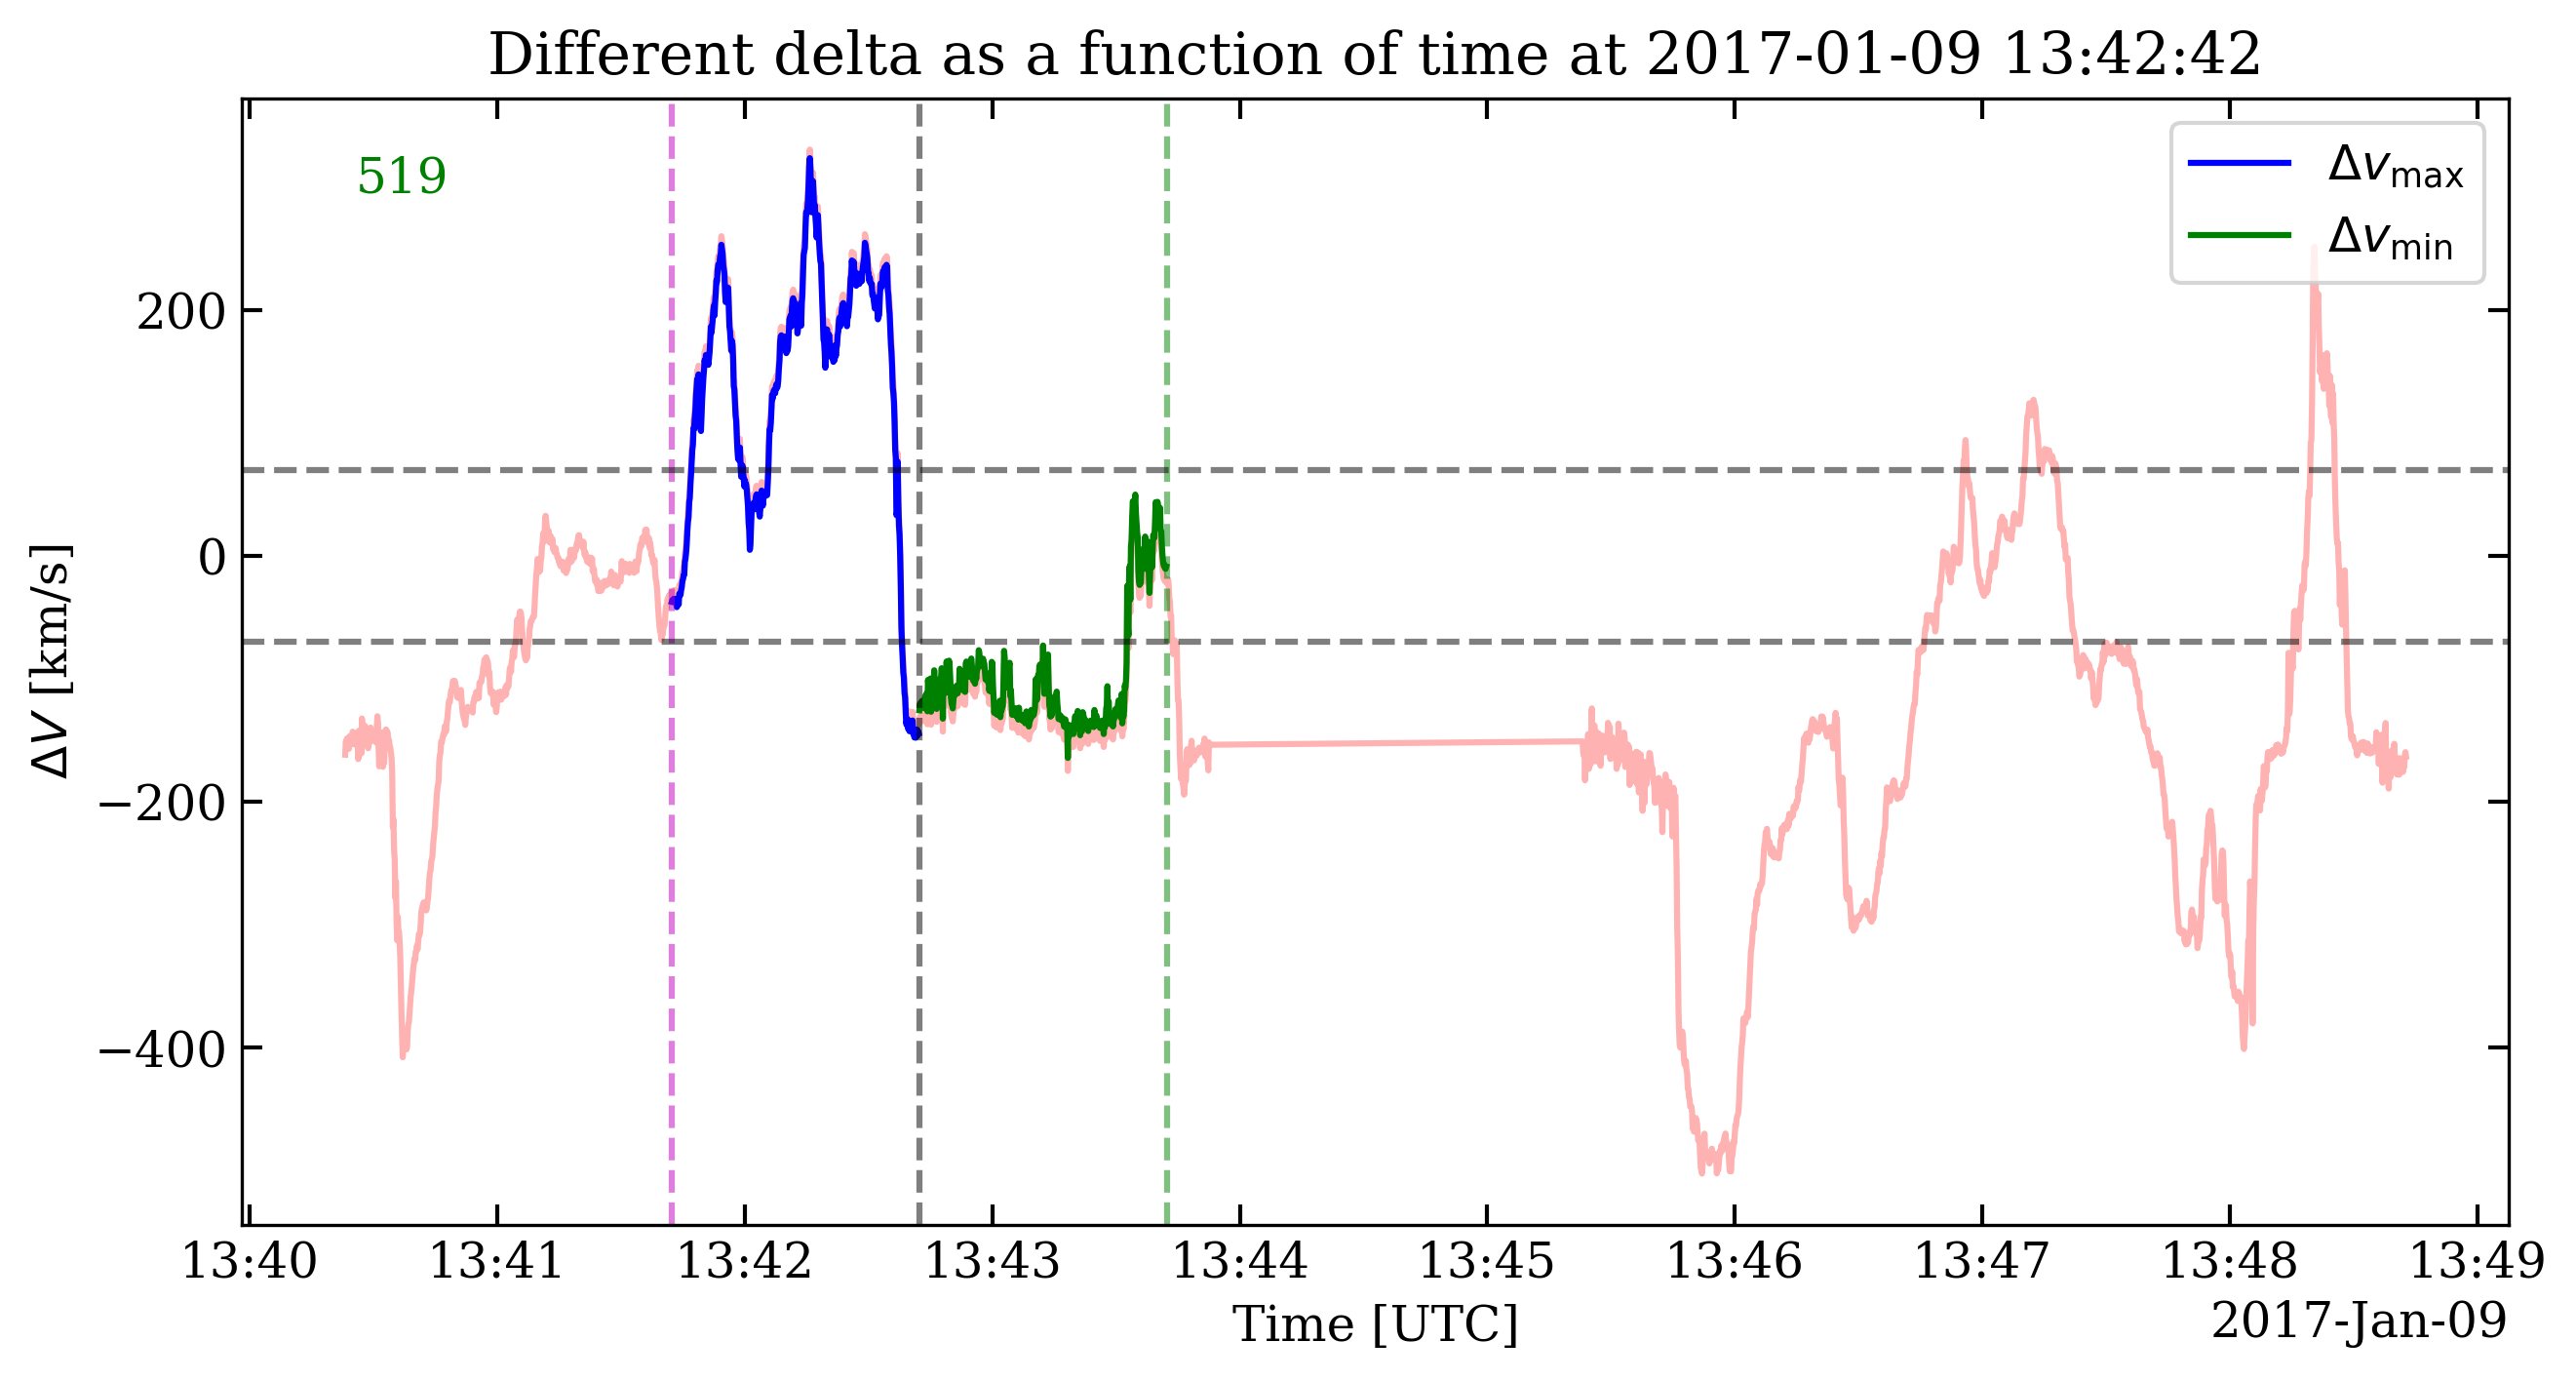 Different delta as a function of time at 2017-01-09 13:42:42
519
Δv_max
Δv_min
200
0
−200
−400
ΔV [km/s]
13:40 13:41 13:42 13:43 13:44 13:45 13:46 13:47 13:48 13:49
Time [UTC]
2017-Jan-09